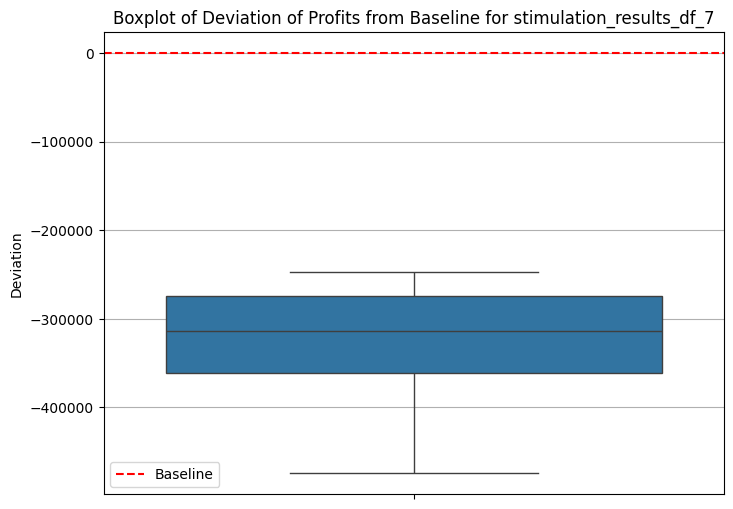 Boxplot of Deviation of Profits from Baseline for stimulation_results_df_7
0
−100000
−200000
−300000
−400000
Deviation
Baseline